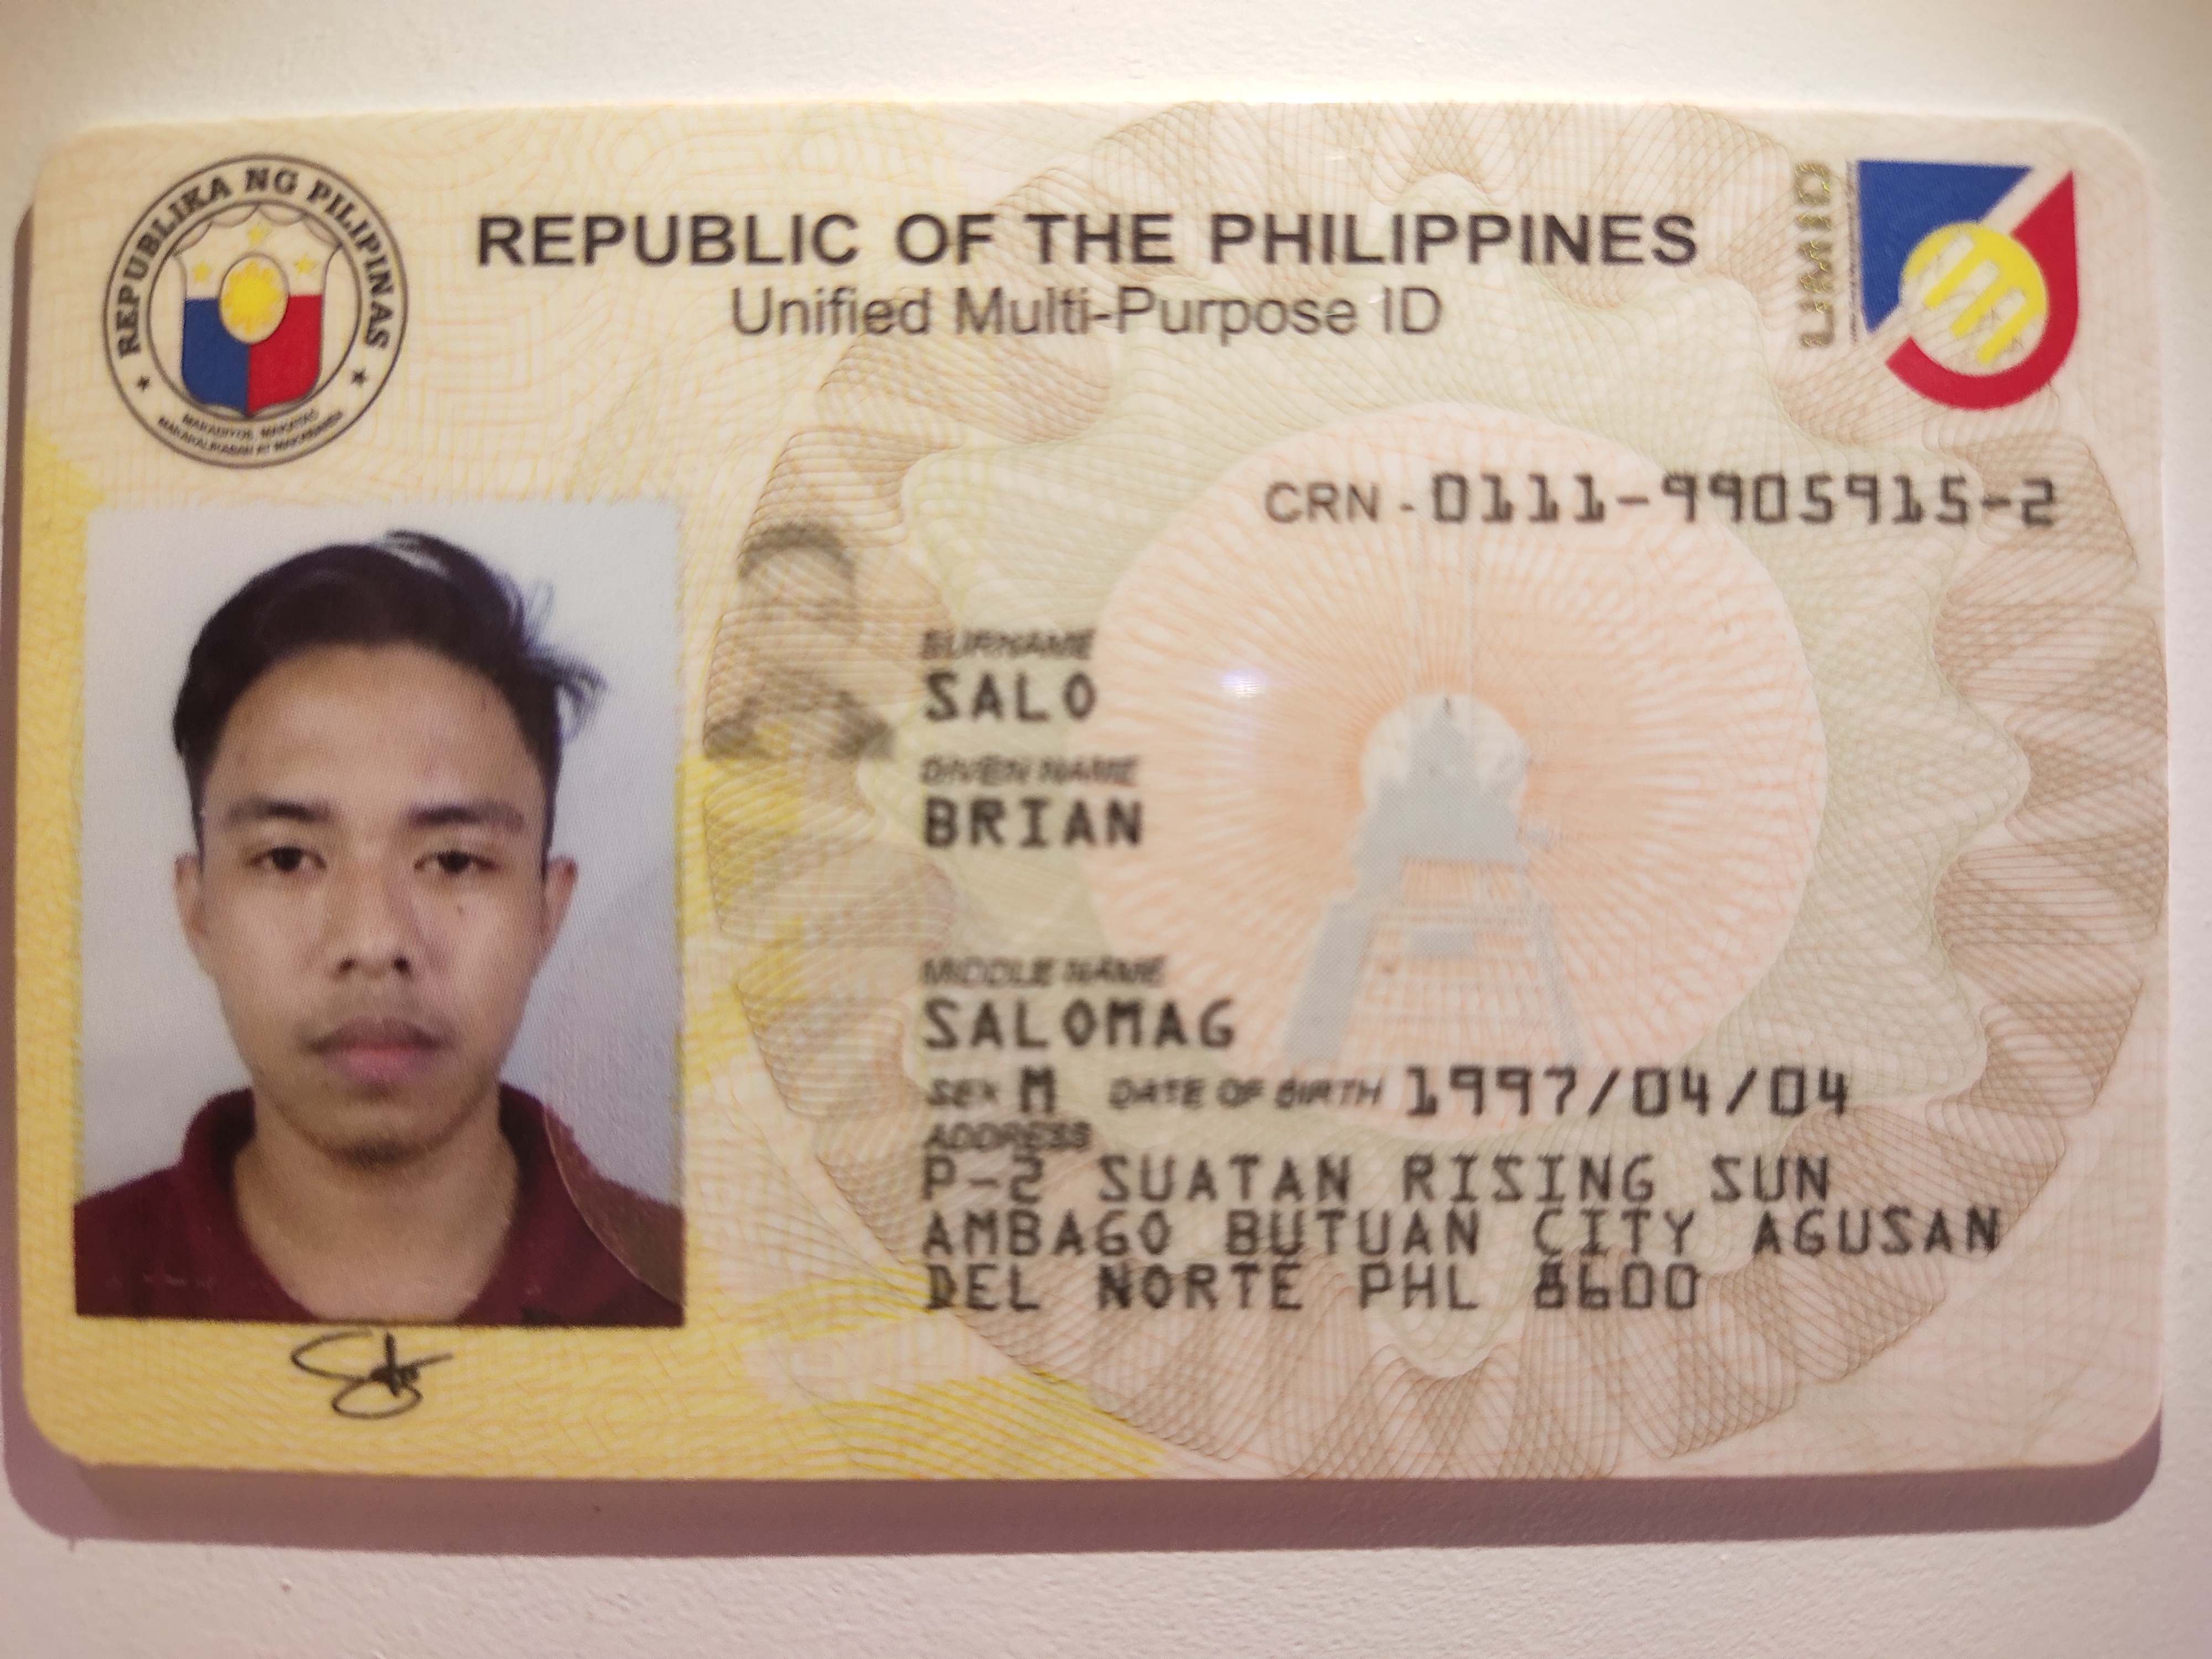 REPUBLIKA NG PILIPINAS
REPUBLIC OF THE PHILIPPINES
Unified Multi-Purpose ID
UMID
CRN-0111-9905915-2
SURNAME
SALO
GIVEN NAME
BRIAN
MIDDLE NAME
SALOMAG
SEX M DATE OF BIRTH 1997/04/04
ADDRESS
P-2 SUATAN RISING SUN
AMBAGO BUTUAN CITY AGUSAN
DEL NORTE PHL 8600